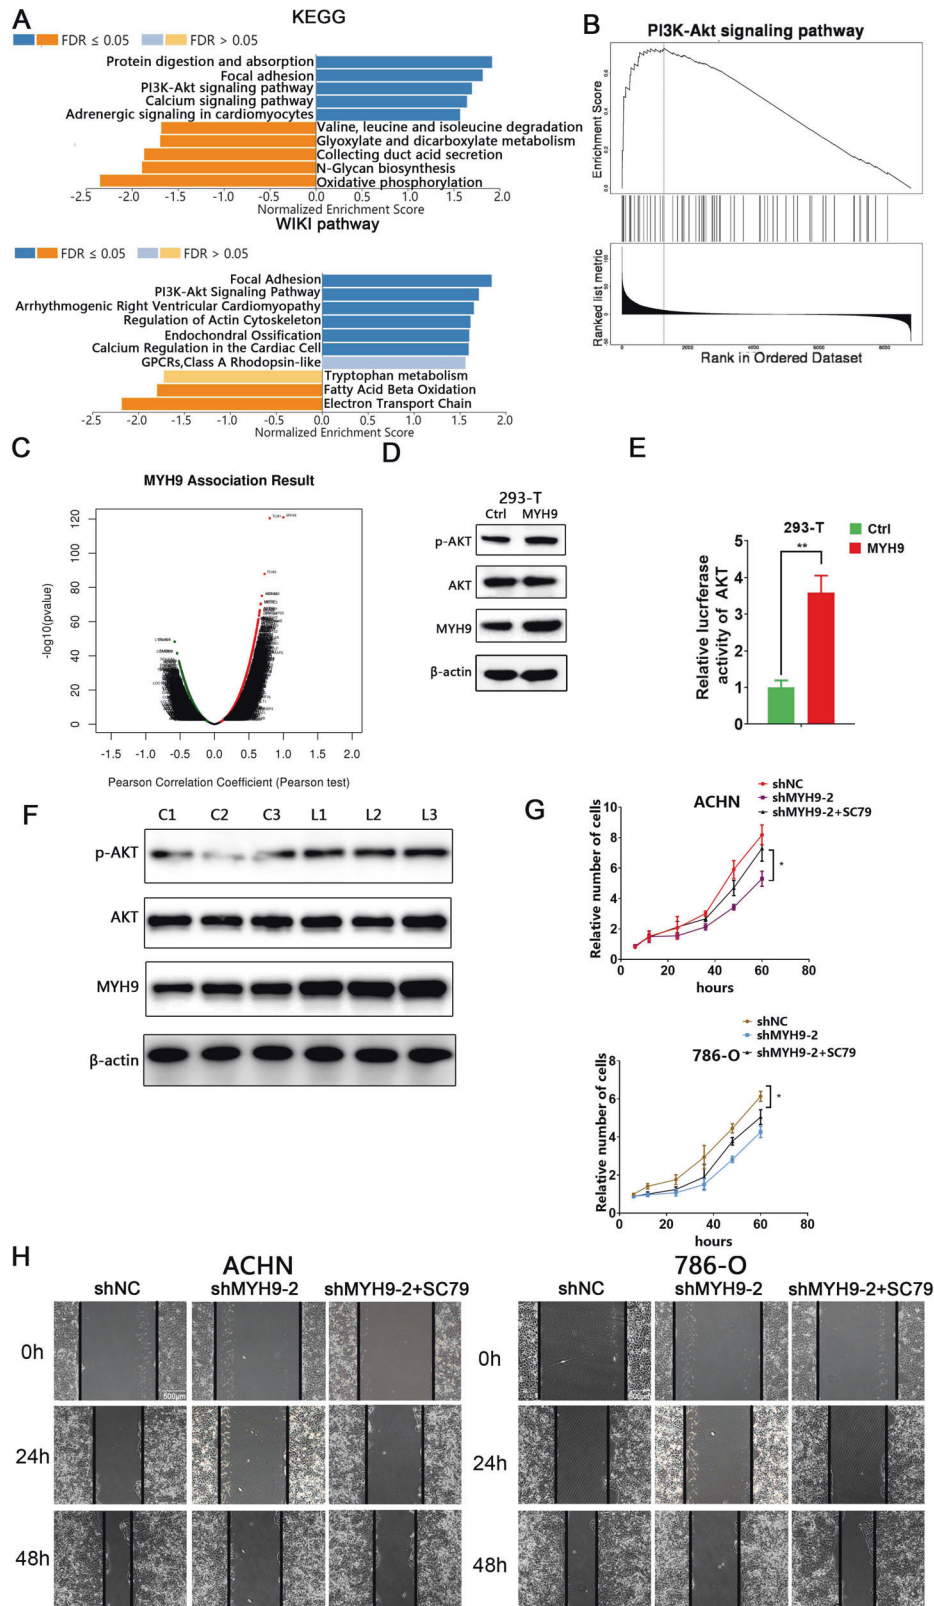 A
KEGG
FDR ≤ 0.05 FDR > 0.05
Protein digestion and absorption
Focal adhesion
PI3K-Akt signaling pathway
Calcium signaling pathway
Adrenergic signaling in cardiomyocytes
Valine, leucine and isoleucine degradation
Glyoxylate and dicarboxylate metabolism
Collecting duct acid secretion
N-Glycan biosynthesis
Oxidative phosphorylation
-2.5 -2.0 -1.5 -1.0 -0.5 0.0 0.5 1.0 1.5 2.0
Normalized Enrichment Score
WIKI pathway
FDR ≤ 0.05 FDR > 0.05
Focal Adhesion
PI3K-Akt Signaling Pathway
Arrhythmogenic Right Ventricular Cardiomyopathy
Regulation of Actin Cytoskeleton
Endochondral Ossification
Calcium Regulation in the Cardiac Cell
GPCRs,Class A Rhodopsin-like
Tryptophan metabolism
Fatty Acid Beta Oxidation
Electron Transport Chain
-2.5 -2.0 -1.5 -1.0 -0.5 0.0 0.5 1.0 1.5 2.0
Normalized Enrichment Score
B
PI3K-Akt signaling pathway
Enrichment Score
Ranked list metric
0 2000 4000 6000 8000
Rank in Ordered Dataset
C
MYH9 Association Result
-log10(pvalue)
120
100
80
60
40
20
0
-1.5 -1.0 -0.5 0.0 0.5 1.0 1.5 2.0
Pearson Correlation Coefficient (Pearson test)
D
293-T
Ctrl MYH9
p-AKT
AKT
MYH9
β-actin
E
293-T
Ctrl
MYH9
**
Relative lucrferase
activity of AKT
5
4
3
2
1
0
F
C1 C2 C3 L1 L2 L3
p-AKT
AKT
MYH9
β-actin
G
ACHN
shNC
shMYH9-2
shMYH9-2+SC79
*
Relative number of cells
10
8
6
4
2
0
0 20 40 60 80
hours
786-O
shNC
shMYH9-2
shMYH9-2+SC79
*
Relative number of cells
8
6
4
2
0
0 20 40 60 80
hours
H
ACHN
shNC shMYH9-2 shMYH9-2+SC79
0h
500μm
24h
48h
786-O
shNC shMYH9-2 shMYH9-2+SC79
0h
500μm
24h
48h